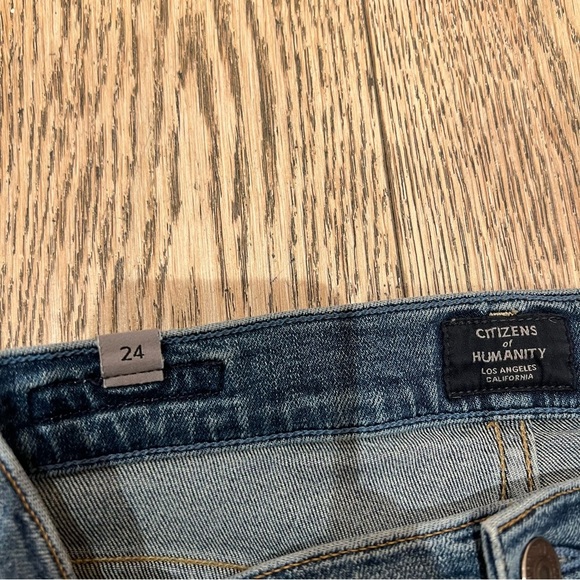 24
CITIZENS
of
HUMANITY
LOS ANGELES
CALIFORNIA